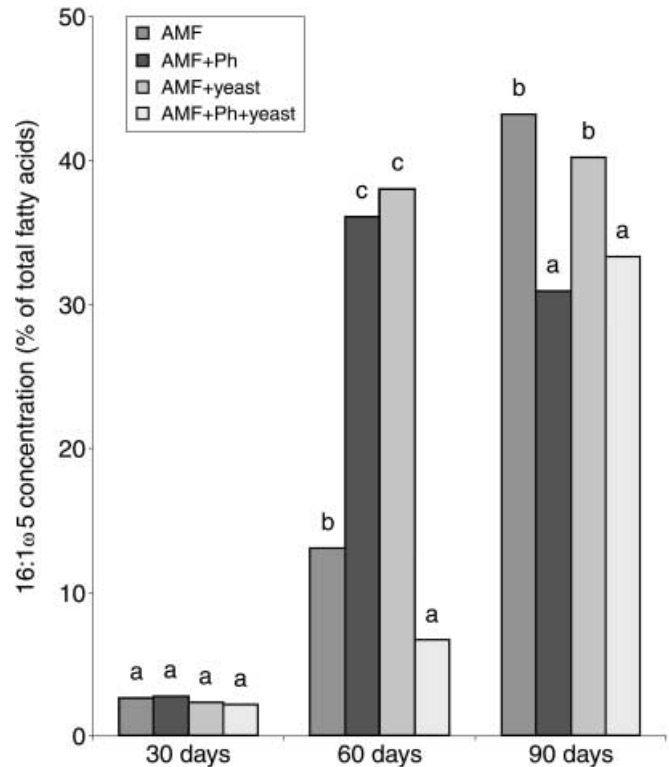 50
40
30
20
10
0
16:1ω5 concentration (% of total fatty acids)
AMF
AMF+Ph
AMF+yeast
AMF+Ph+yeast
a a a a
b c c a
b a b a
30 days 60 days 90 days